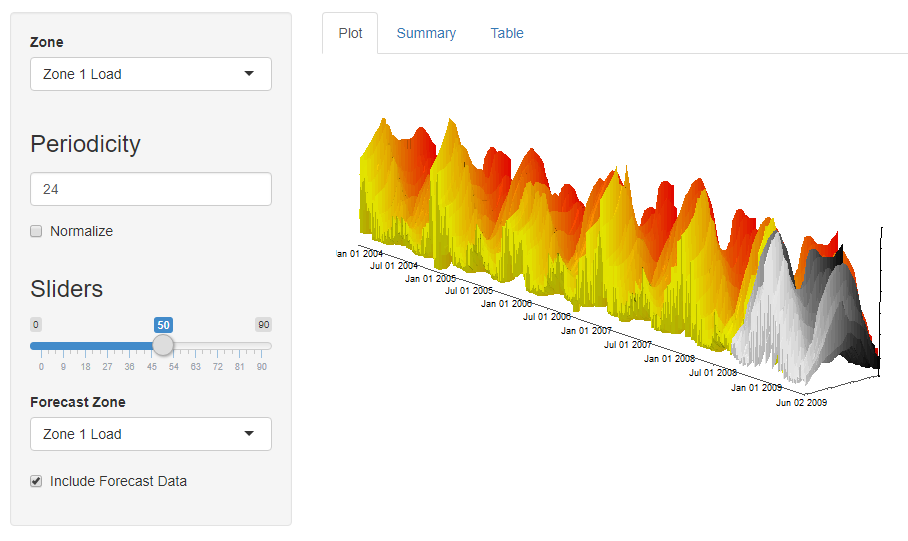 Zone
Zone 1 Load
Periodicity
24
Normalize
Sliders
0 50 90
0 9 18 27 36 45 54 63 72 81 90
Forecast Zone
Zone 1 Load
Include Forecast Data
Plot Summary Table
Jan 01 2004
Jul 01 2004
Jan 01 2005
Jul 01 2005
Jan 01 2006
Jul 01 2006
Jan 01 2007
Jul 01 2007
Jan 01 2008
Jul 01 2008
Jan 01 2009
Jun 02 2009